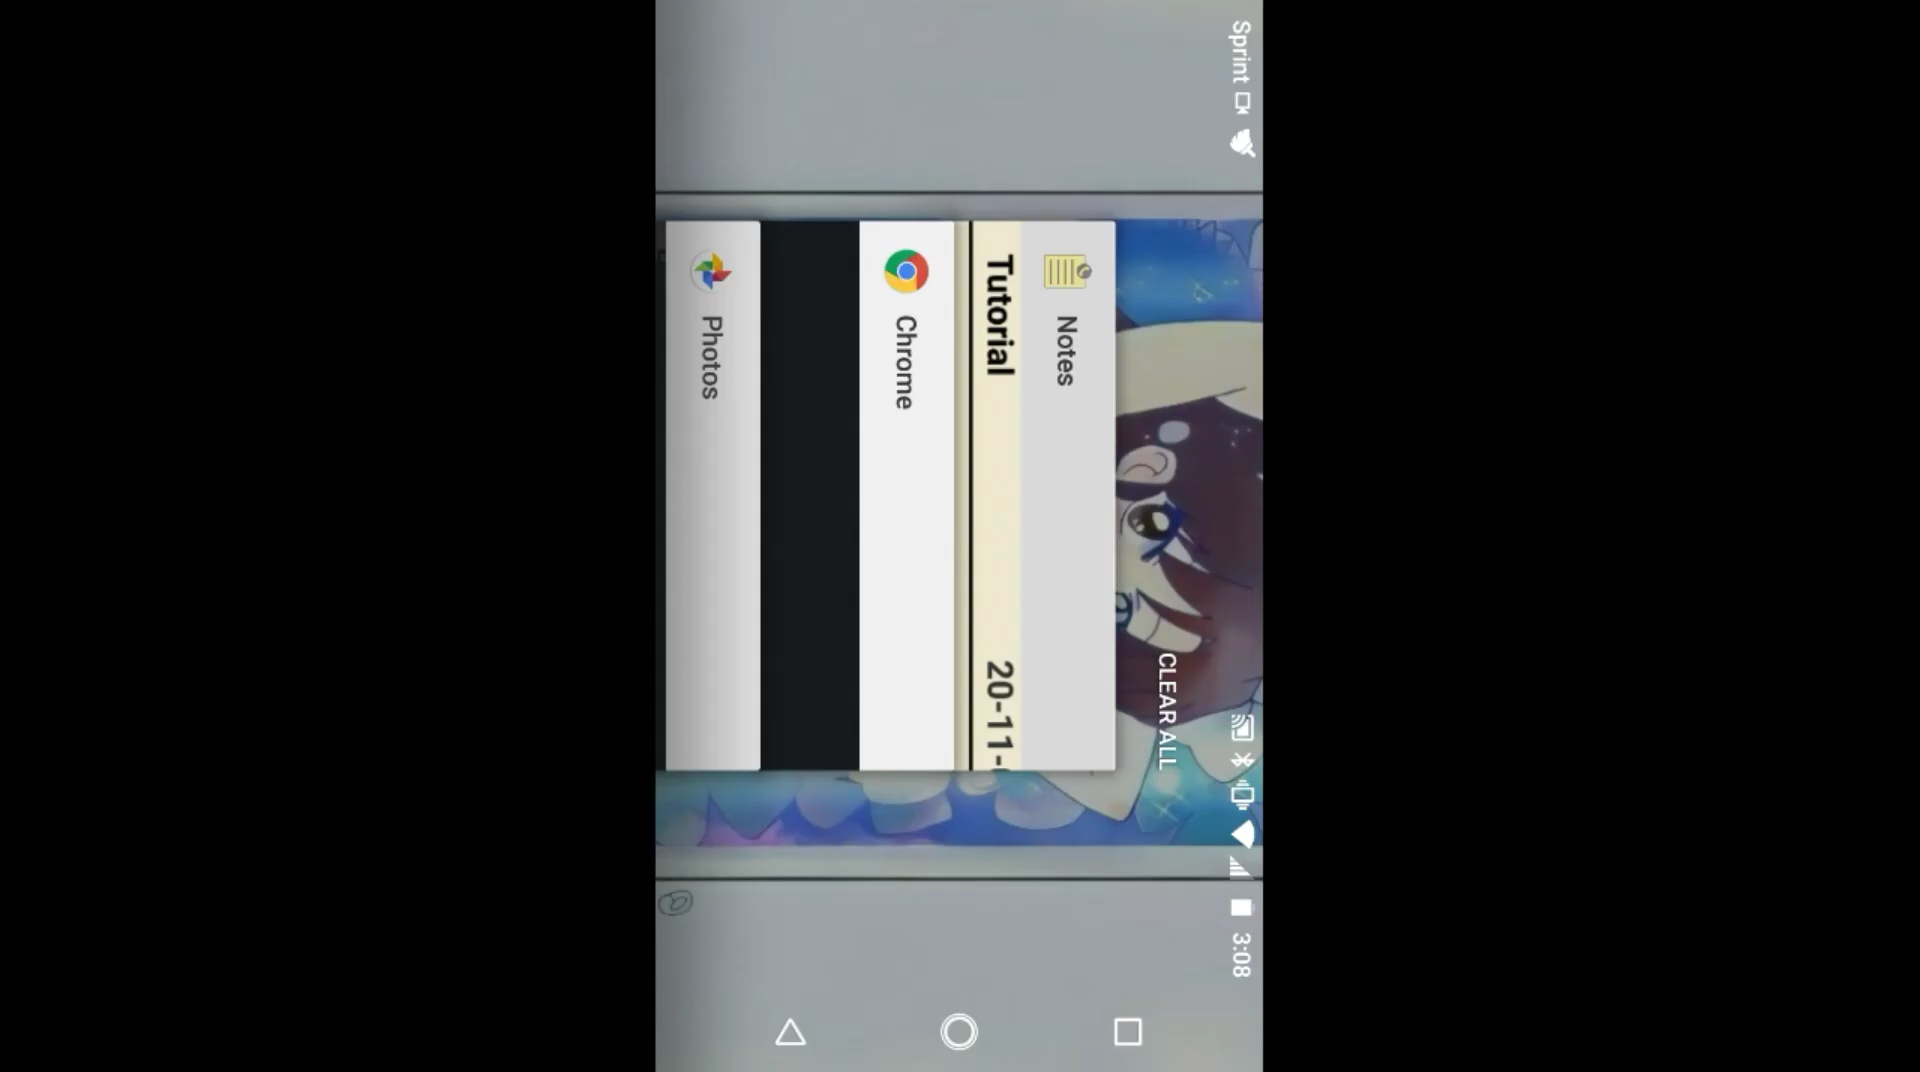 Sprint
3:08
CLEAR ALL
Notes
Tutorial
20-11-
Chrome
Photos